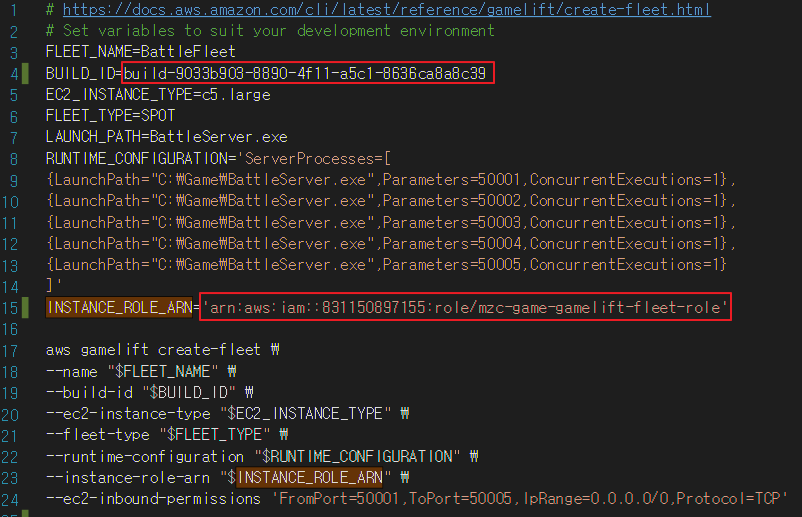 1 # https://docs.aws.amazon.com/cli/latest/reference/gamelift/create-fleet.html
2 # Set variables to suit your development environment
3 FLEET_NAME=BattleFleet
4 BUILD_ID=build-9033b903-8890-4f11-a5c1-8636ca8a8c39
5 EC2_INSTANCE_TYPE=c5.large
6 FLEET_TYPE=SPOT
7 LAUNCH_PATH=BattleServer.exe
8 RUNTIME_CONFIGURATION='ServerProcesses=[
9 {LaunchPath="C:₩Game₩BattleServer.exe",Parameters=50001,ConcurrentExecutions=1},
10 {LaunchPath="C:₩Game₩BattleServer.exe",Parameters=50002,ConcurrentExecutions=1},
11 {LaunchPath="C:₩Game₩BattleServer.exe",Parameters=50003,ConcurrentExecutions=1},
12 {LaunchPath="C:₩Game₩BattleServer.exe",Parameters=50004,ConcurrentExecutions=1},
13 {LaunchPath="C:₩Game₩BattleServer.exe",Parameters=50005,ConcurrentExecutions=1}
14 ]'
15 INSTANCE_ROLE_ARN='arn:aws:iam::831150897155:role/mzc-game-gamelift-fleet-role'
16
17 aws gamelift create-fleet ₩
18 --name "$FLEET_NAME" ₩
19 --build-id "$BUILD_ID" ₩
20 --ec2-instance-type "$EC2_INSTANCE_TYPE" ₩
21 --fleet-type "$FLEET_TYPE" ₩
22 --runtime-configuration "$RUNTIME_CONFIGURATION" ₩
23 --instance-role-arn "$INSTANCE_ROLE_ARN" ₩
24 --ec2-inbound-permissions 'FromPort=50001,ToPort=50005,IpRange=0.0.0.0/0,Protocol=TCP'